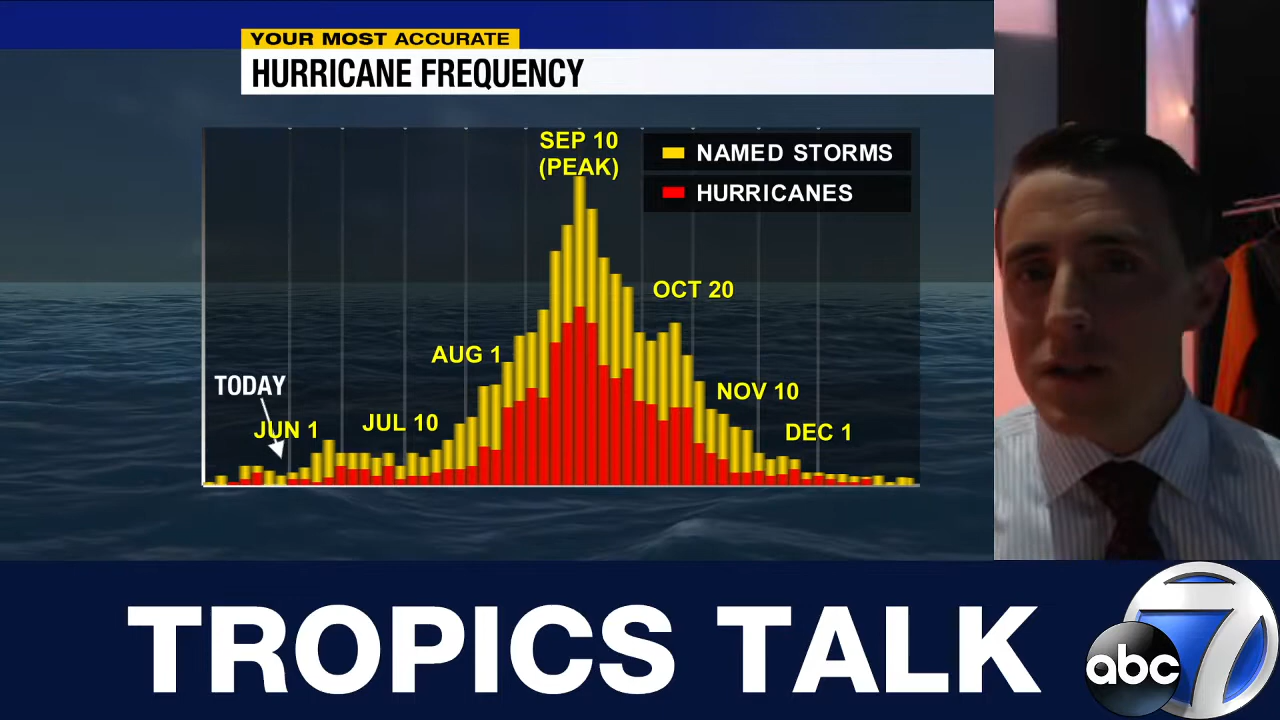 YOUR MOST ACCURATE
HURRICANE FREQUENCY
SEP 10
(PEAK)
NAMED STORMS
HURRICANES
OCT 20
AUG 1
TODAY
NOV 10
JUN 1
JUL 10
DEC 1
TROPICS TALK
abc
7